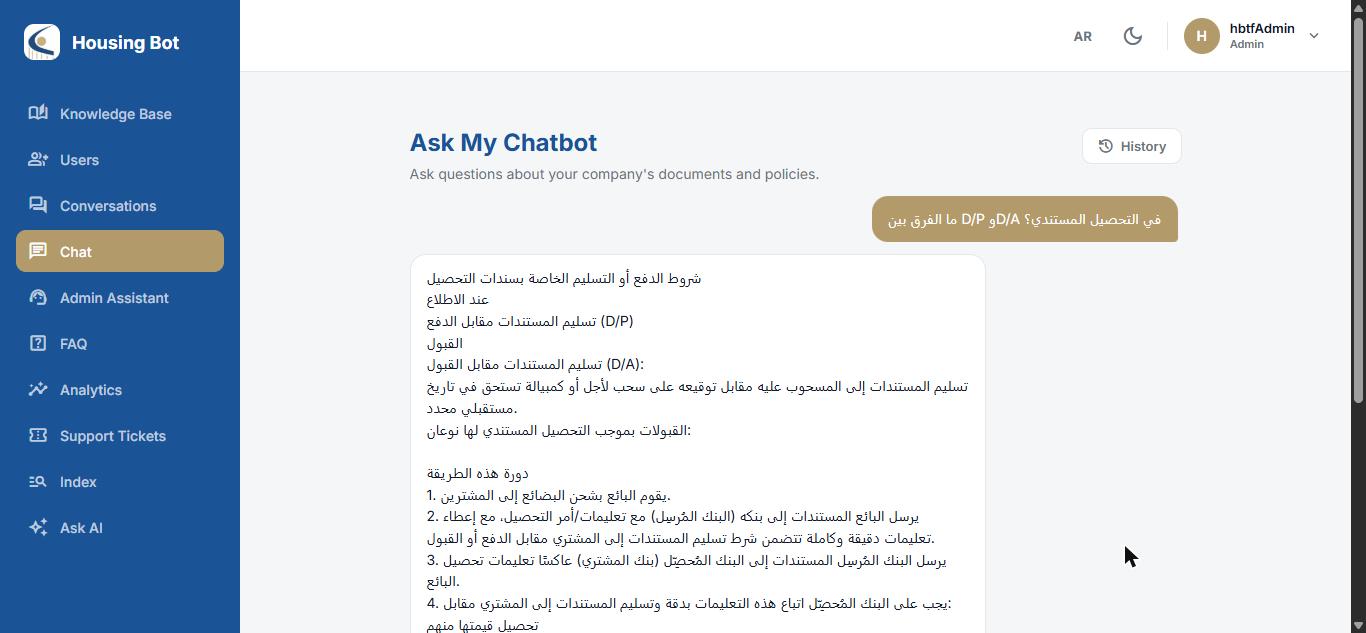 Housing Bot
Knowledge Base
Users
Conversations
Chat
Admin Assistant
FAQ
Analytics
Support Tickets
Index
Ask AI
AR
H
hbtfAdmin
Admin
Ask My Chatbot
Ask questions about your company's documents and policies.
History
ما الفرق بين D/P وD/A في التحصيل المستندي؟
شروط الدفع أو التسليم الخاصة بسندات التحصيل
عند الاطلاع
تسليم المستندات مقابل الدفع (D/P)
القبول
تسليم المستندات مقابل القبول (D/A):
تسليم المستندات إلى المسحوب عليه مقابل توقيعه على سحب لأجل أو كمبيالة تستحق في تاريخ
مستقبلي محدد.
القبولات بموجب التحصيل المستندي لها نوعان:
دورة هذه الطريقة
1. يقوم البائع بشحن البضائع إلى المشترين.
2. يرسل البائع المستندات إلى بنكه (البنك المُرسِل) مع تعليمات/أمر التحصيل، مع إعطاء
تعليمات دقيقة وكاملة تتضمن شرط تسليم المستندات إلى المشتري مقابل الدفع أو القبول.
3. يرسل البنك المُرسِل المستندات إلى البنك المُحصِّل (بنك المشتري) عاكسًا تعليمات تحصيل
البائع.
4. يجب على البنك المُحصِّل اتباع هذه التعليمات بدقة وتسليم المستندات إلى المشتري مقابل:
تحصيل قيمتها منهم